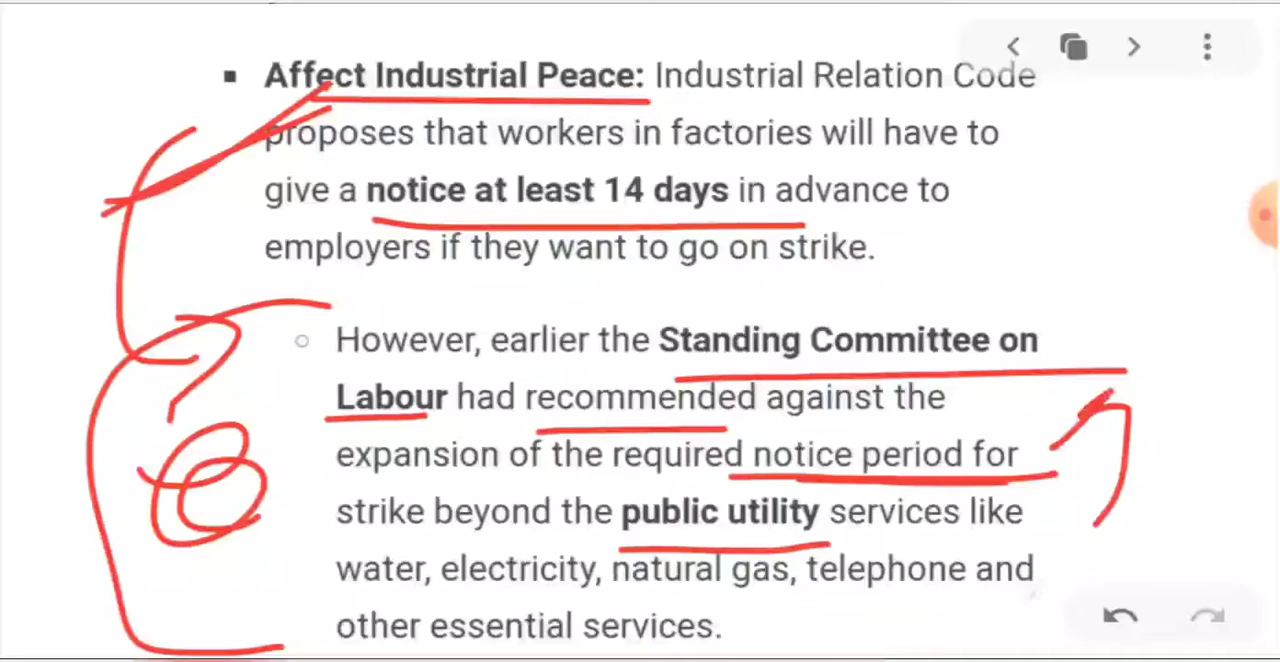 Affect Industrial Peace: Industrial Relation Code
proposes that workers in factories will have to
give a notice at least 14 days in advance to
employers if they want to go on strike.
However, earlier the Standing Committee on
Labour had recommended against the
expansion of the required notice period for
strike beyond the public utility services like
water, electricity, natural gas, telephone and
other essential services.